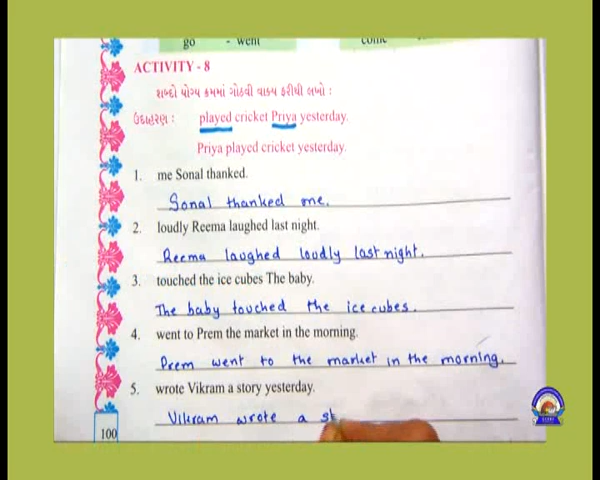 go - went come
ACTIVITY - 8
શબ્દો યોગ્ય ક્રમમાં ગોઠવી વાક્ય ફરીથી લખો :
ઉદાહરણ : played cricket Priya yesterday.
Priya played cricket yesterday.
1. me Sonal thanked.
Sonal thanked me.
2. loudly Reema laughed last night.
Reema laughed loudly last night.
3. touched the ice cubes The baby.
The baby touched the ice cubes.
4. went to Prem the market in the morning.
Prem went to the market in the morning.
5. wrote Vikram a story yesterday.
Vikram wrote a st
100